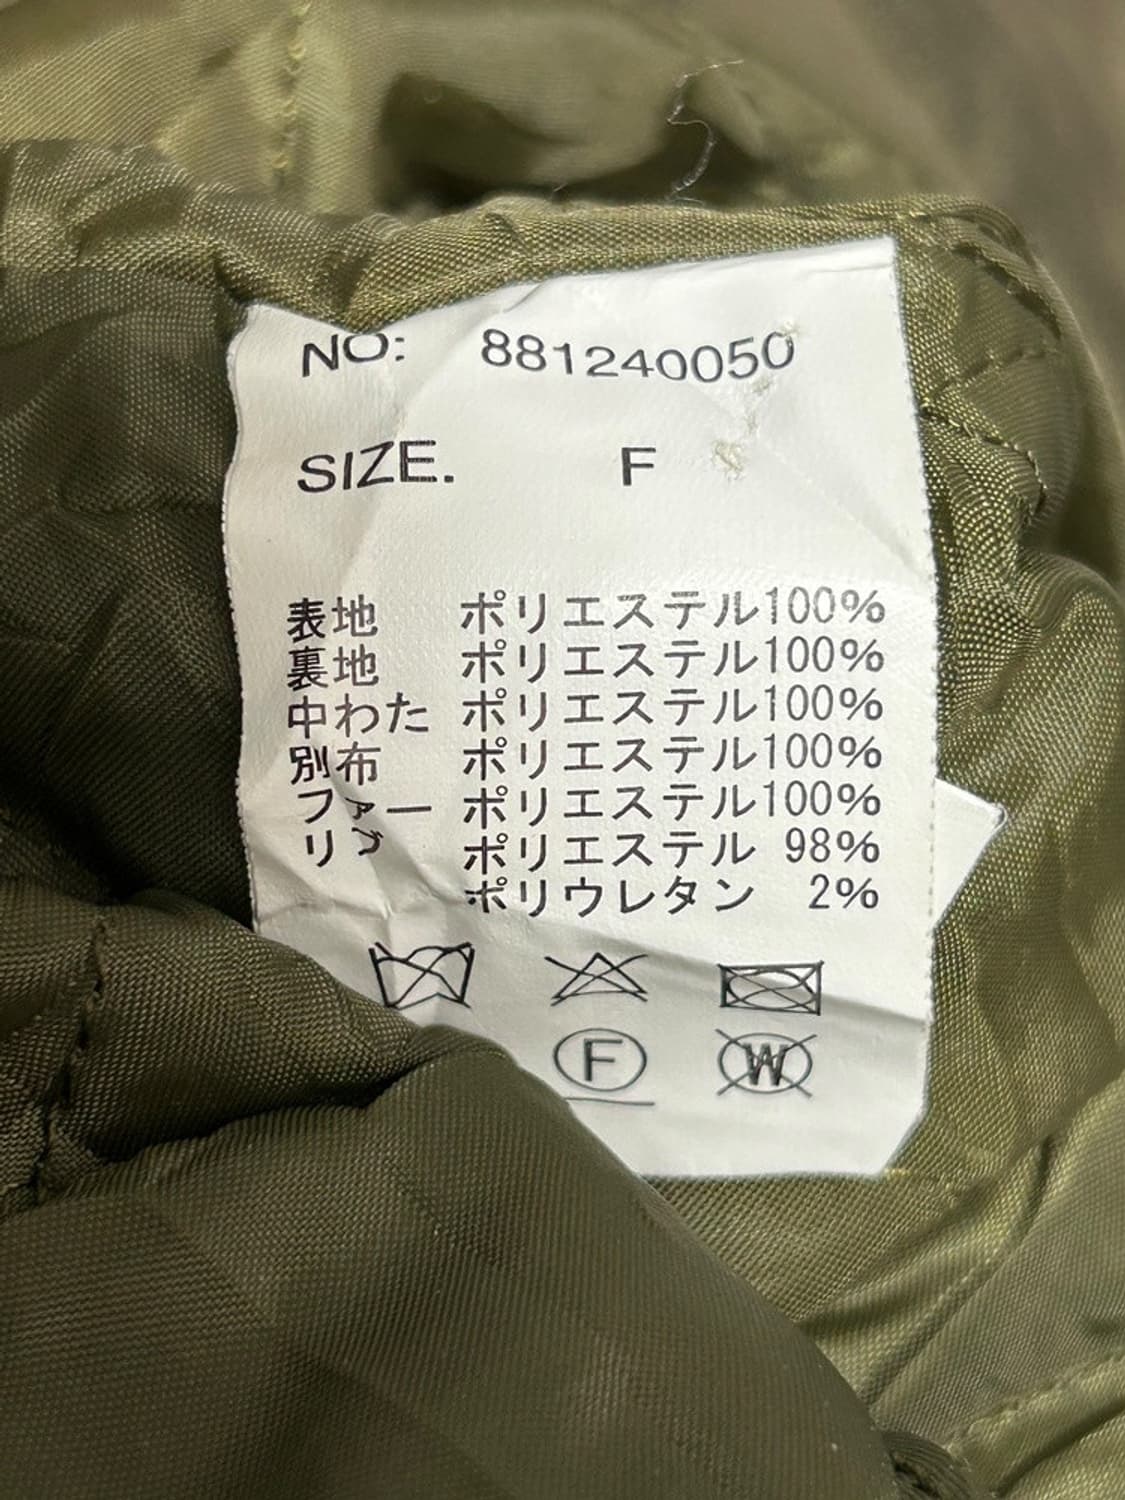 NO: 881240050
SIZE. F
表地 ポリエステル100%
裏地 ポリエステル100%
中わた ポリエステル100%
別布 ポリエステル100%
ファー ポリエステル100%
リブ ポリエステル 98%
ポリウレタン 2%
F W